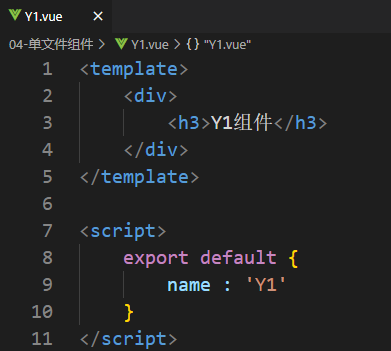 Y1.vue ×
04-单文件组件 > Y1.vue > {} "Y1.vue"
1 <template>
2     <div>
3         <h3>Y1组件</h3>
4     </div>
5 </template>
6
7 <script>
8     export default {
9         name : 'Y1'
10     }
11 </script>